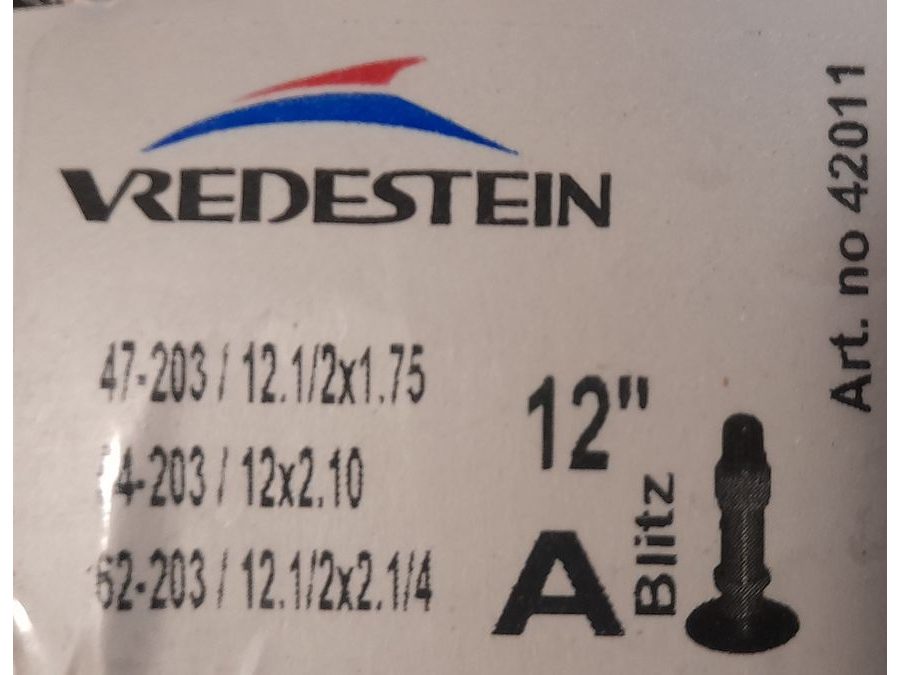 VREDESTEIN
Art. no 42011
47-203 / 12.1/2x1.75
4-203 / 12x2.10
62-203 / 12.1/2x2.1/4
12"
A
Blitz